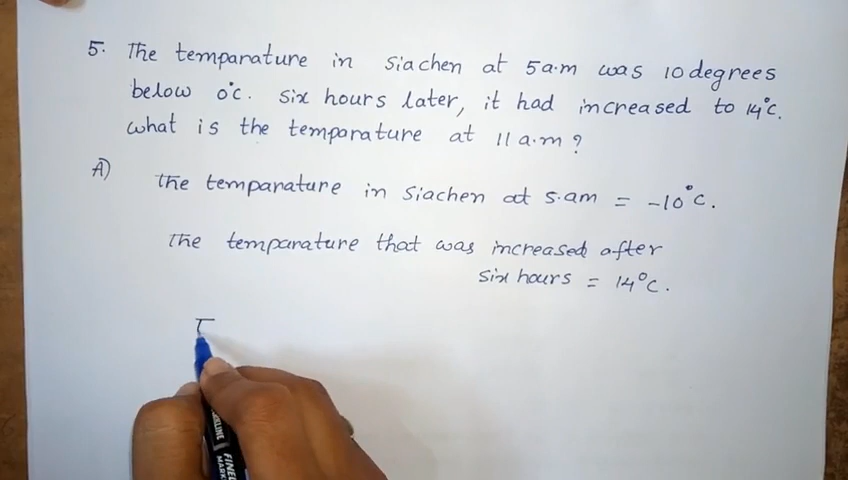 5. The temparature in siachen at 5a.m was 10 degrees
below 0°c. six hours later, it had increased to 14°c.
what is the temparature at 11 a.m?
A) The temparature in siachen at 5.am = -10°c.
The temparature that was increased after
six hours = 14°c.
T
FINEL
MARK